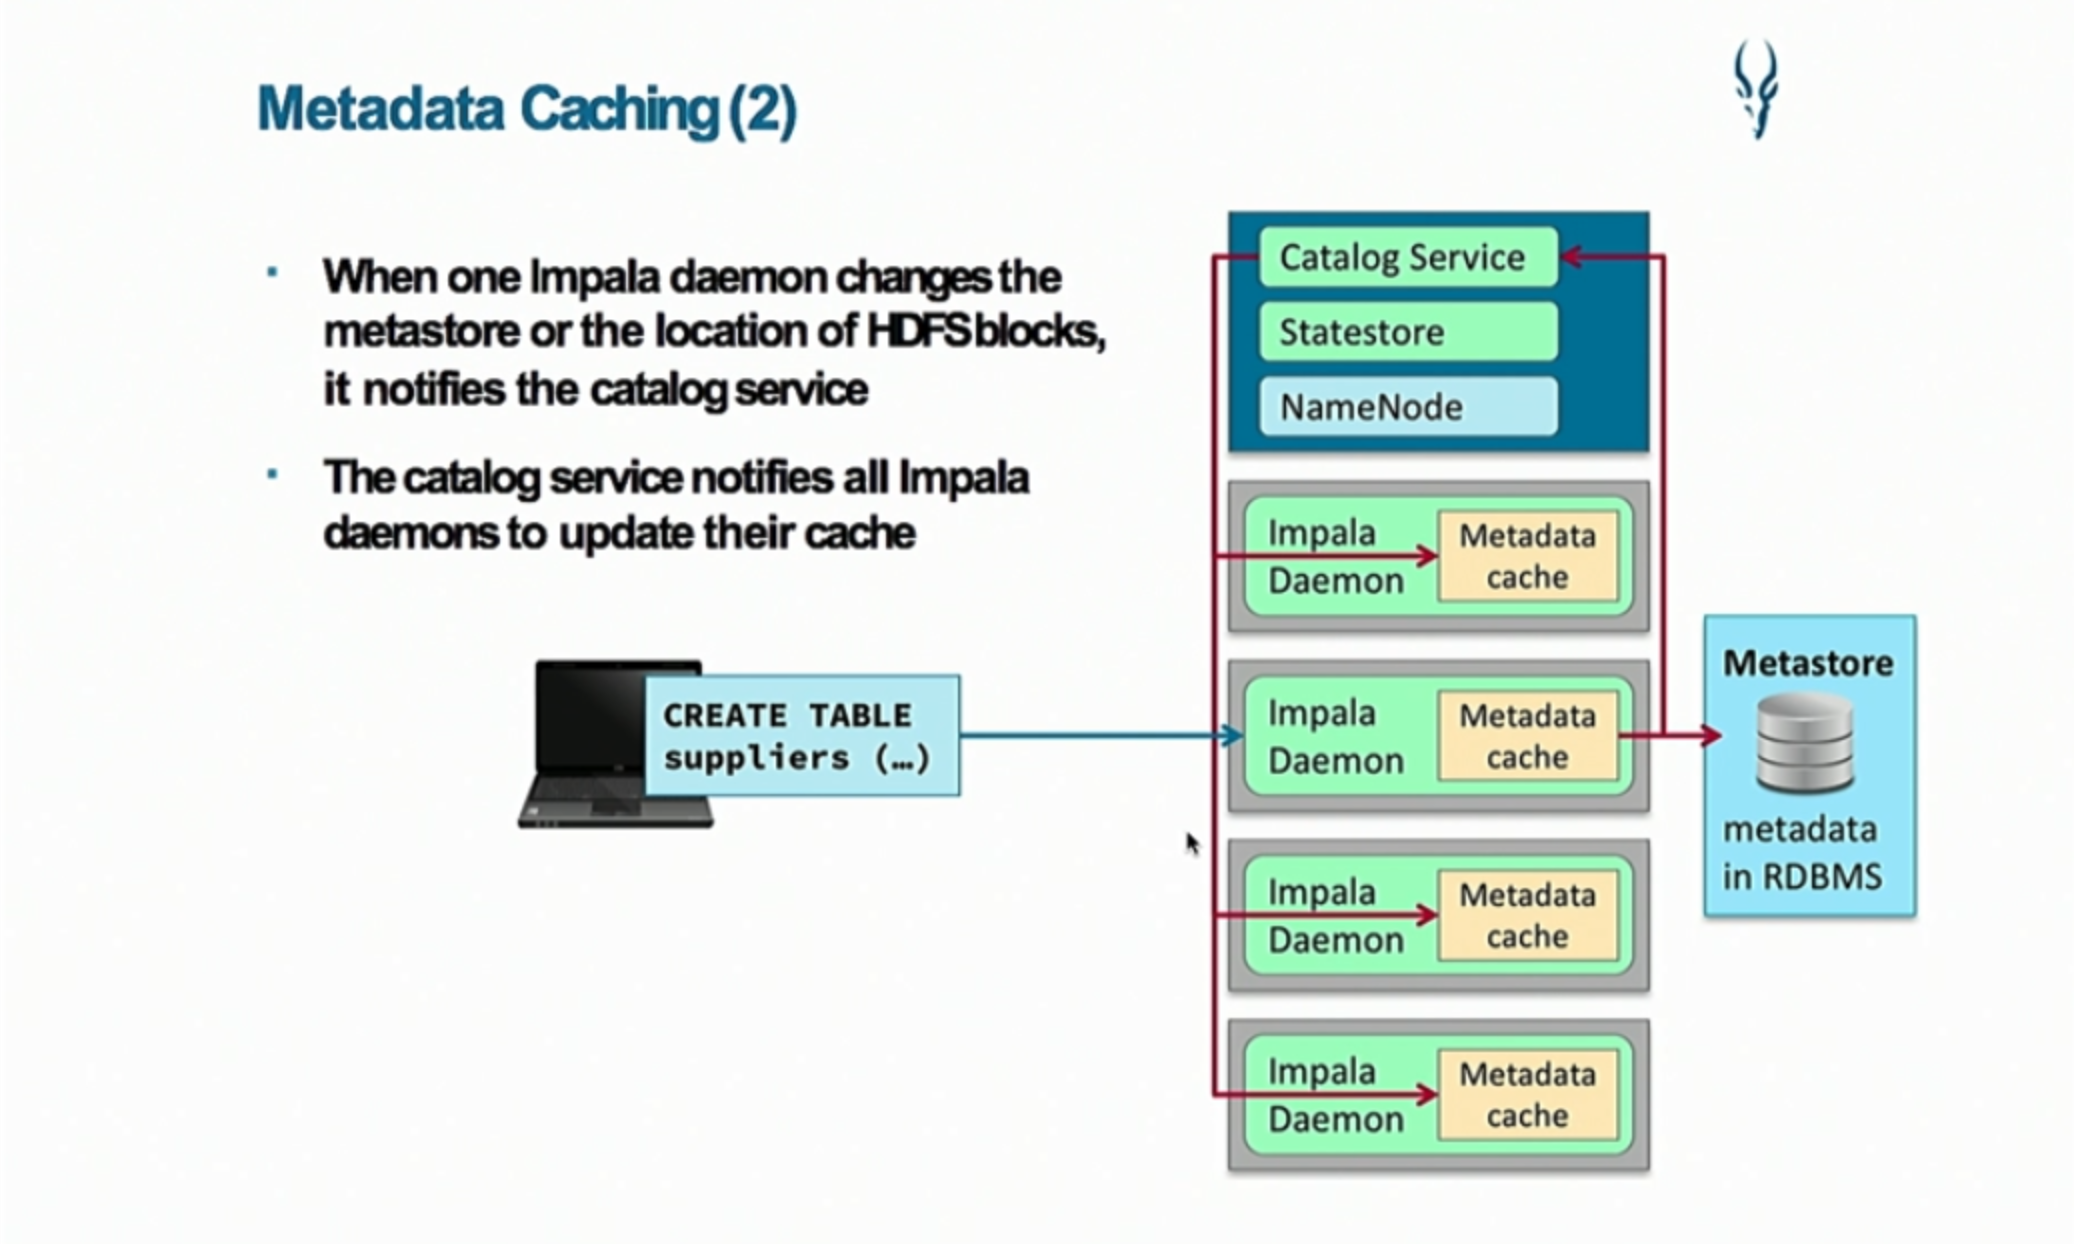 Metadata Caching (2)
When one Impala daemon changes the
metastore or the location of HDFS blocks,
it notifies the catalog service
The catalog service notifies all Impala
daemons to update their cache
CREATE TABLE
suppliers (…)
Catalog Service
Statestore
NameNode
Impala
Daemon
Metadata
cache
Impala
Daemon
Metadata
cache
Impala
Daemon
Metadata
cache
Impala
Daemon
Metadata
cache
Metastore
metadata
in RDBMS